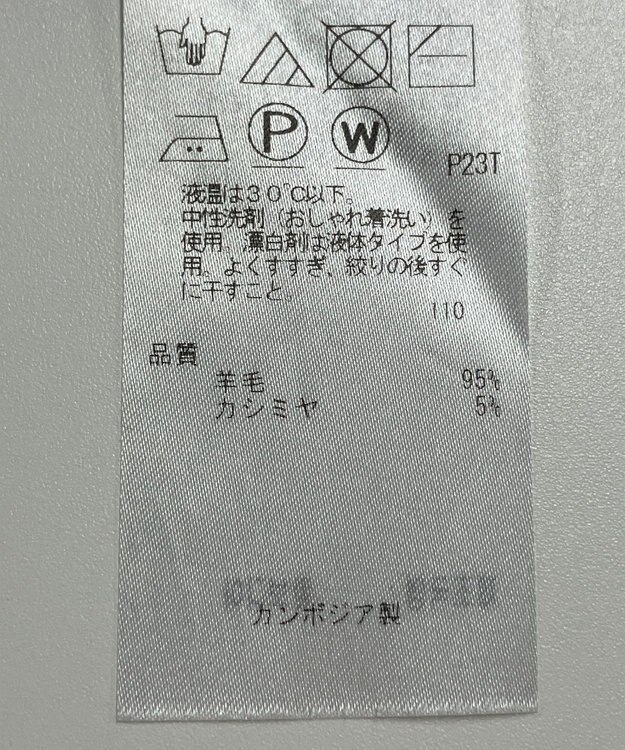 P W
P23T
液温は30℃以下。
中性洗剤（おしゃれ着洗い）を
使用。漂白剤は液体タイプを使
用。よくすすぎ、絞りの後すぐ
に干すこと。
110
品質
羊毛 95%
カシミヤ 5%
カンボジア製